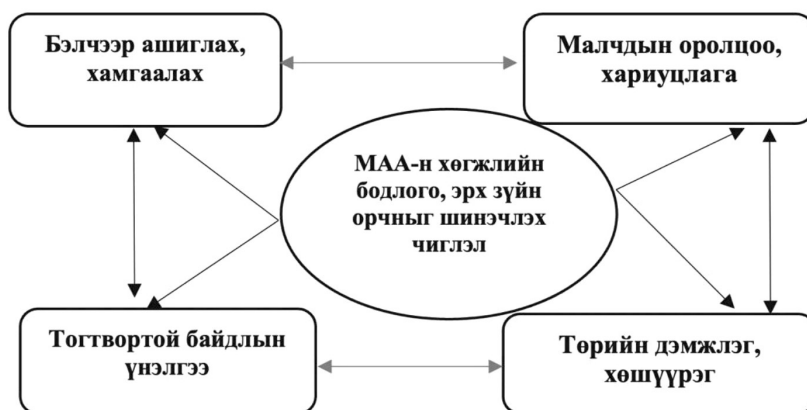 Бэлчээр ашиглах,
хамгаалах
Малчдын оролцоо,
хариуцлага
МАА-н хөгжлийн
бодлого, эрх зүйн
орчныг шинэчлэх
чиглэл
Тогтвортой байдлын
үнэлгээ
Төрийн дэмжлэг,
хөшүүрэг